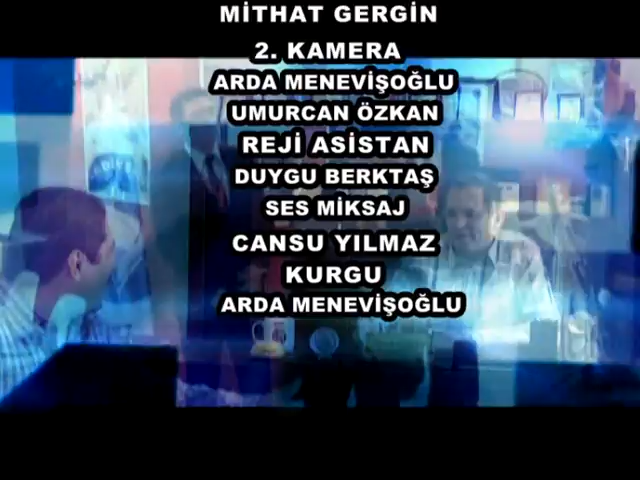 MİTHAT GERGİN
2. KAMERA
ARDA MENEVİŞOĞLU
UMURCAN ÖZKAN
REJİ ASİSTAN
DUYGU BERKTAŞ
SES MİKSAJ
CANSU YILMAZ
KURGU
ARDA MENEVİŞOĞLU